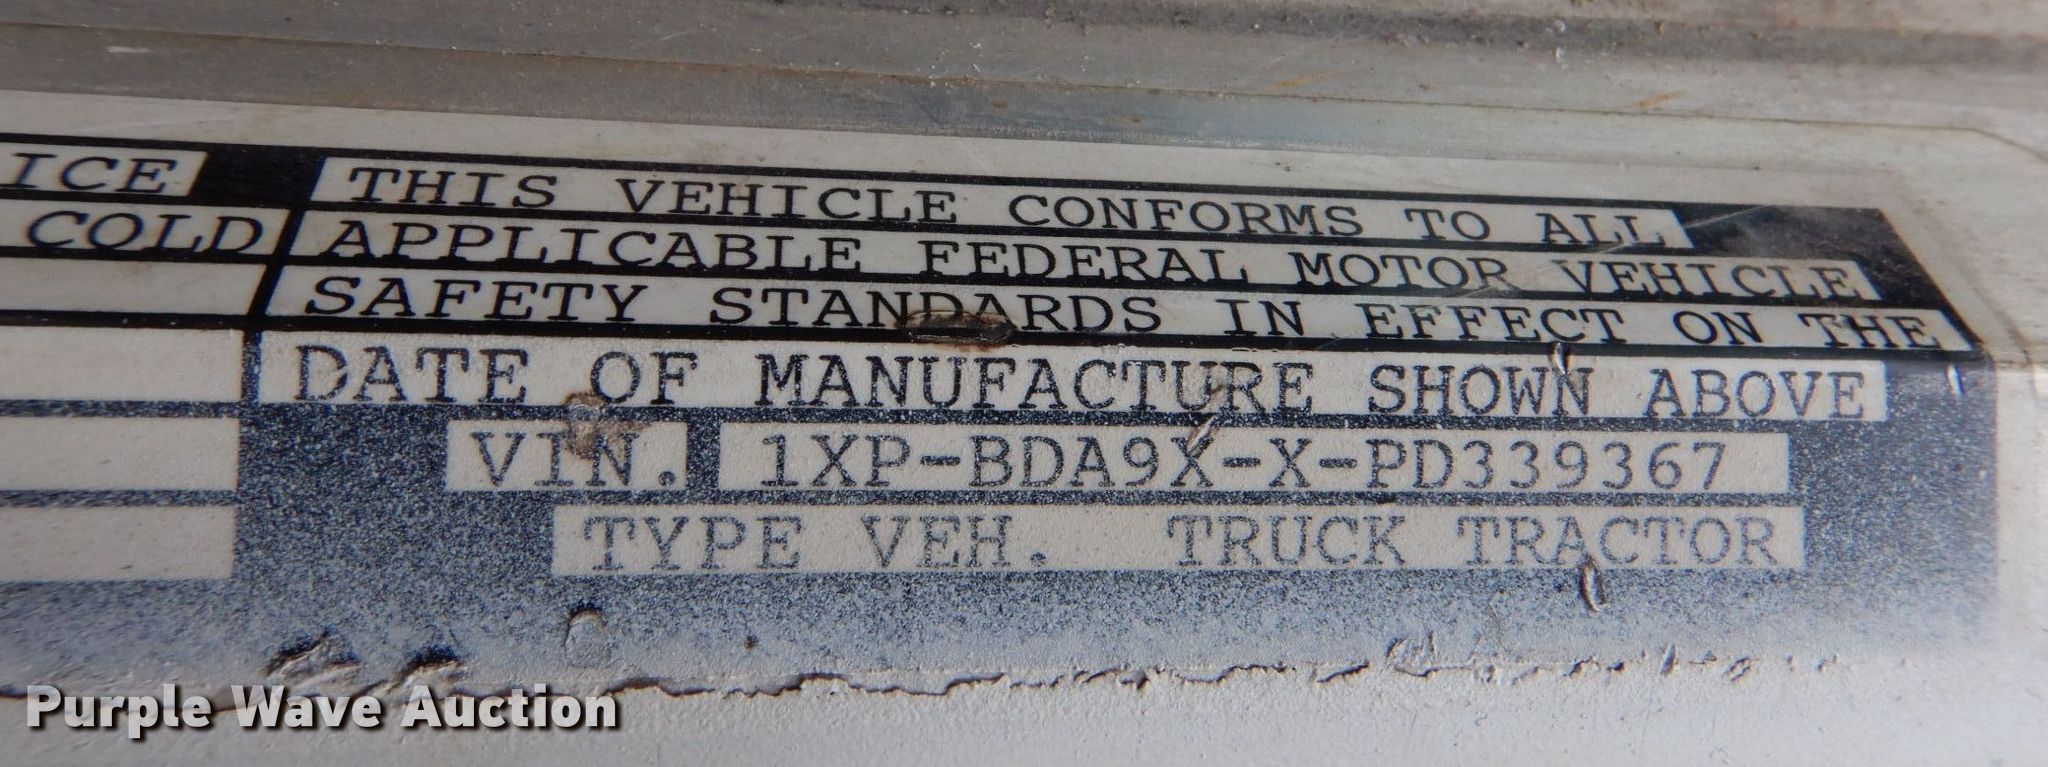 ICE THIS VEHICLE CONFORMS TO ALL
COLD APPLICABLE FEDERAL MOTOR VEHICLE
SAFETY STANDARDS IN EFFECT ON THE
DATE OF MANUFACTURE SHOWN ABOVE
VIN. 1XP-BDA9X-X-PD339367
TYPE VEH. TRUCK TRACTOR
Purple Wave Auction